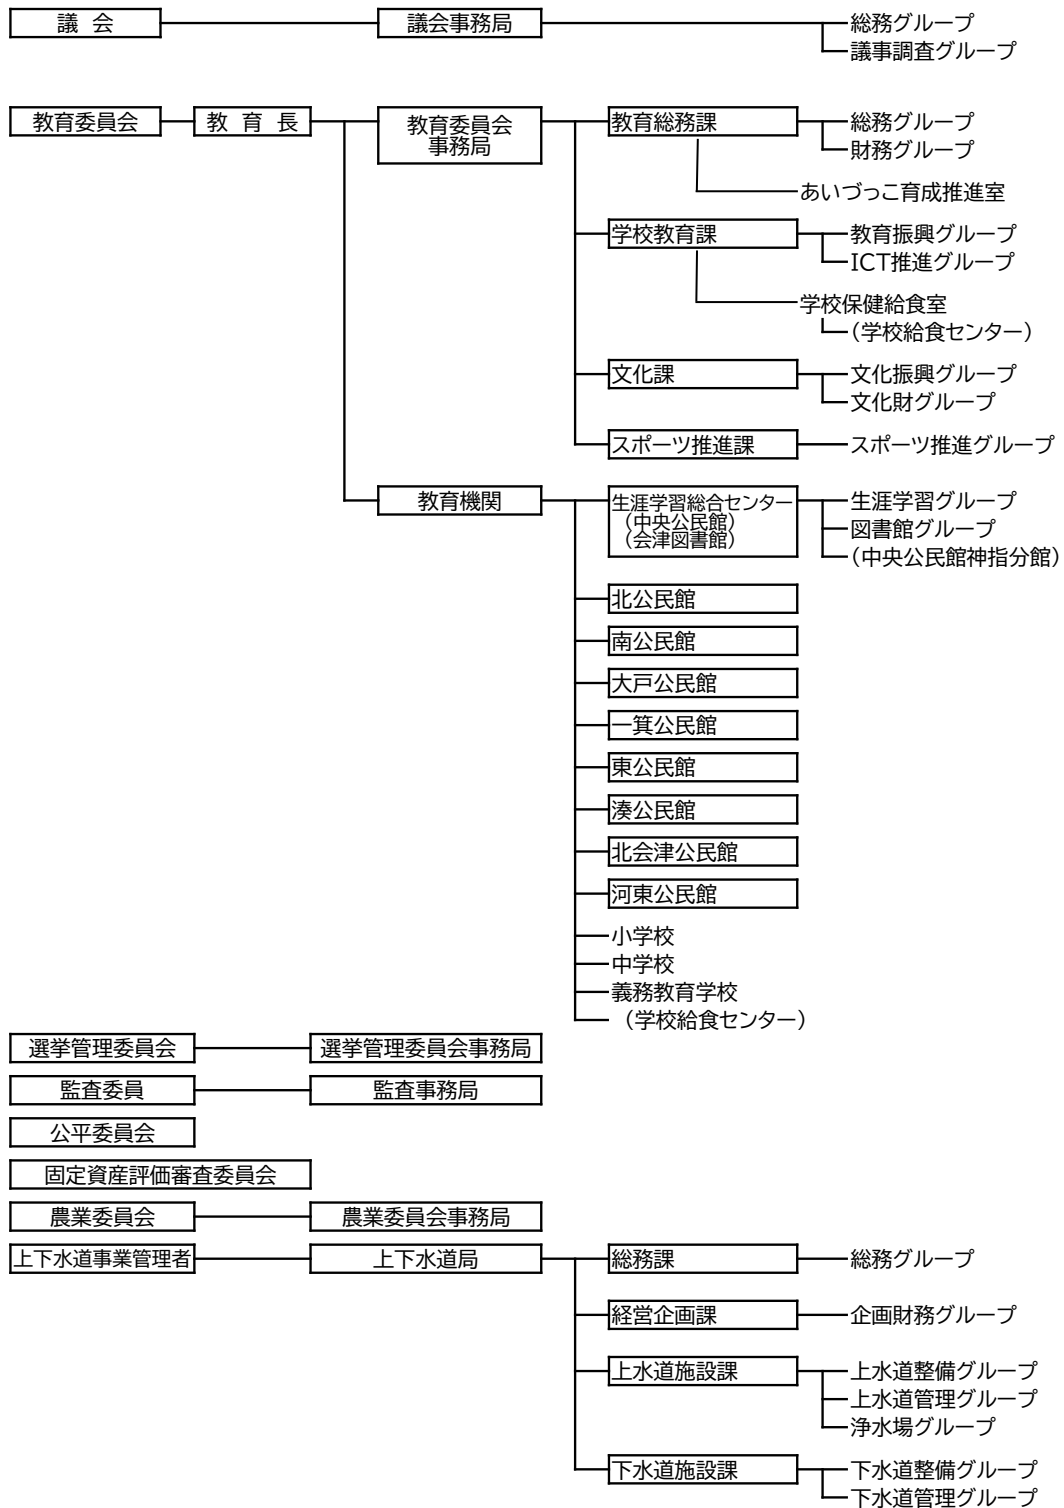 議 会 議会事務局 総務グループ
議事調査グループ
教育委員会 教 育 長 教育委員会 教育総務課 総務グループ
事務局 財務グループ
あいづっこ育成推進室
学校教育課 教育振興グループ
ICT推進グループ
学校保健給食室
（学校給食センター）
文化課 文化振興グループ
文化財グループ
スポーツ推進課 スポーツ推進グループ
教育機関 生涯学習総合センター 生涯学習グループ
（中央公民館） 図書館グループ
（会津図書館） （中央公民館神指分館）
北公民館
南公民館
大戸公民館
一箕公民館
東公民館
湊公民館
北会津公民館
河東公民館
小学校
中学校
義務教育学校
（学校給食センター）
選挙管理委員会 選挙管理委員会事務局
監査委員 監査事務局
公平委員会
固定資産評価審査委員会
農業委員会 農業委員会事務局
上下水道事業管理者 上下水道局 総務課 総務グループ
経営企画課 企画財務グループ
上水道施設課 上水道整備グループ
上水道管理グループ
浄水場グループ
下水道施設課 下水道整備グループ
下水道管理グループ